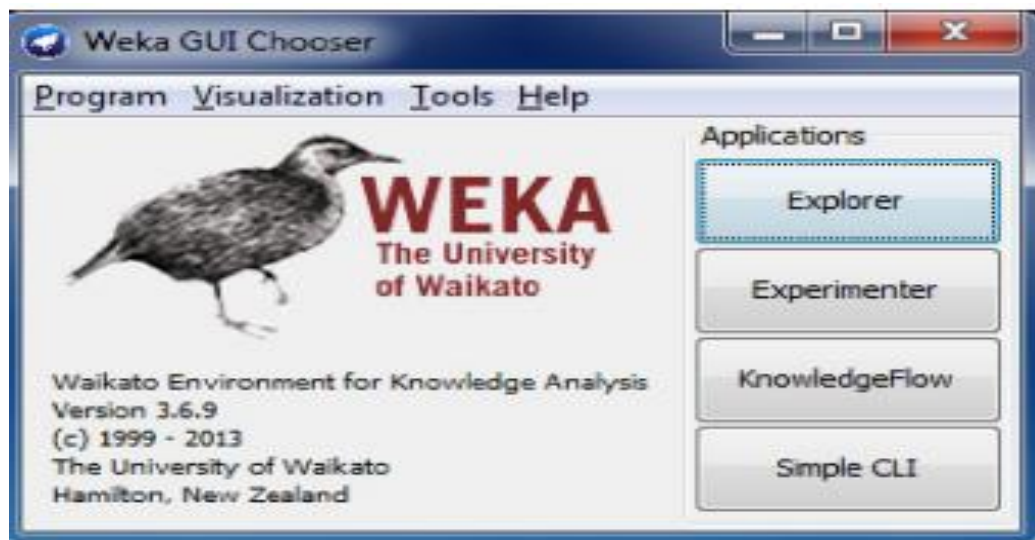 Weka GUI Chooser
Program Visualization Tools Help
WEKA
The University
of Waikato
Waikato Environment for Knowledge Analysis
Version 3.6.9
(c) 1999 - 2013
The University of Waikato
Hamilton, New Zealand
Applications
Explorer
Experimenter
KnowledgeFlow
Simple CLI